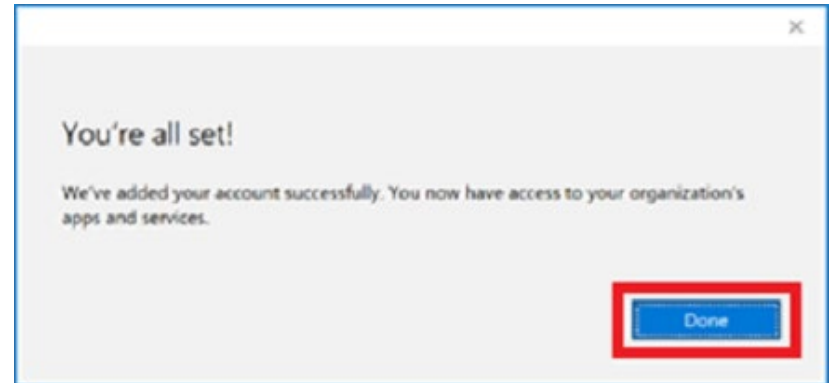 You're all set!
We've added your account successfully. You now have access to your organization's
apps and services.
Done